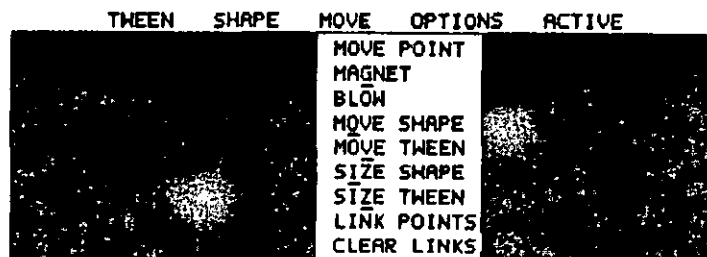 TWEEN SHAPE MOVE OPTIONS ACTIVE
MOVE POINT
MAGNET
BLOW
MOVE SHAPE
MOVE TWEEN
SIZE SHAPE
SIZE TWEEN
LINK POINTS
CLEAR LINKS